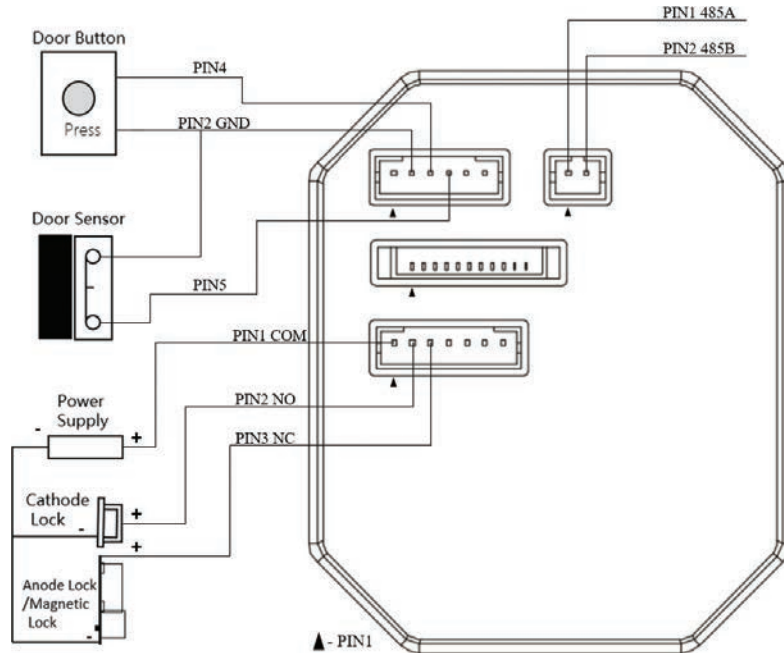 PIN1 485A
Door Button
PIN2 485B
PIN4
Press
PIN2 GND
Door Sensor
PIN5
PIN1 COM
Power
Supply
- +
PIN2 NO
PIN3 NC
Cathode
Lock
- +
+
Anode Lock
/Magnetic
Lock
-
▲ - PIN1